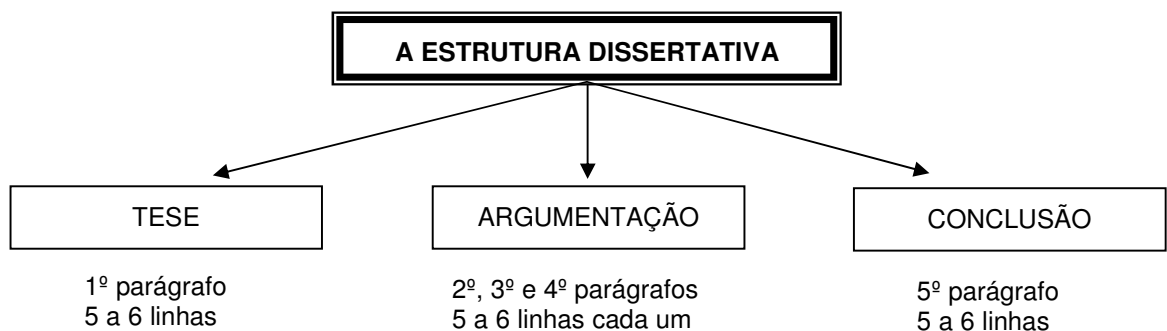 A ESTRUTURA DISSERTATIVA
TESE
ARGUMENTAÇÃO
CONCLUSÃO
1º parágrafo
5 a 6 linhas
2º, 3º e 4º parágrafos
5 a 6 linhas cada um
5º parágrafo
5 a 6 linhas